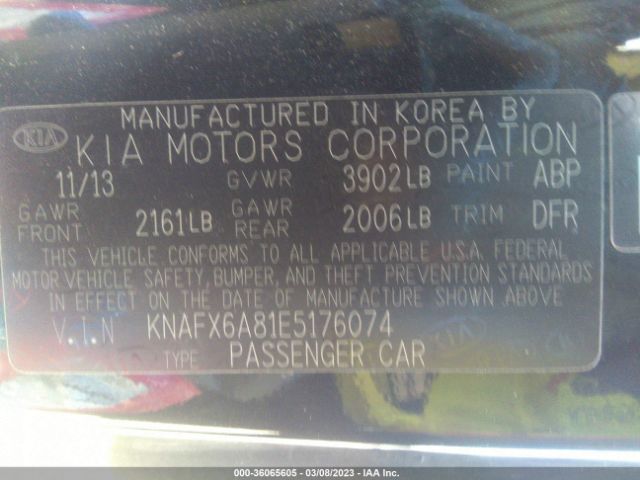 MANUFACTURED IN KOREA BY
KIA KIA MOTORS CORPORATION
11/13 GVWR 3902LB PAINT ABP
GAWR FRONT 2161LB GAWR REAR 2006LB TRIM DFR
THIS VEHICLE CONFORMS TO ALL APPLICABLE U.S.A. FEDERAL
MOTOR VEHICLE SAFETY, BUMPER, AND THEFT PREVENTION STANDARDS
IN EFFECT ON THE DATE OF MANUFACTURE SHOWN ABOVE
V.I.N KNAFX6A81E5176074
TYPE PASSENGER CAR
000-36065605 - 03/08/2023 - IAA Inc.